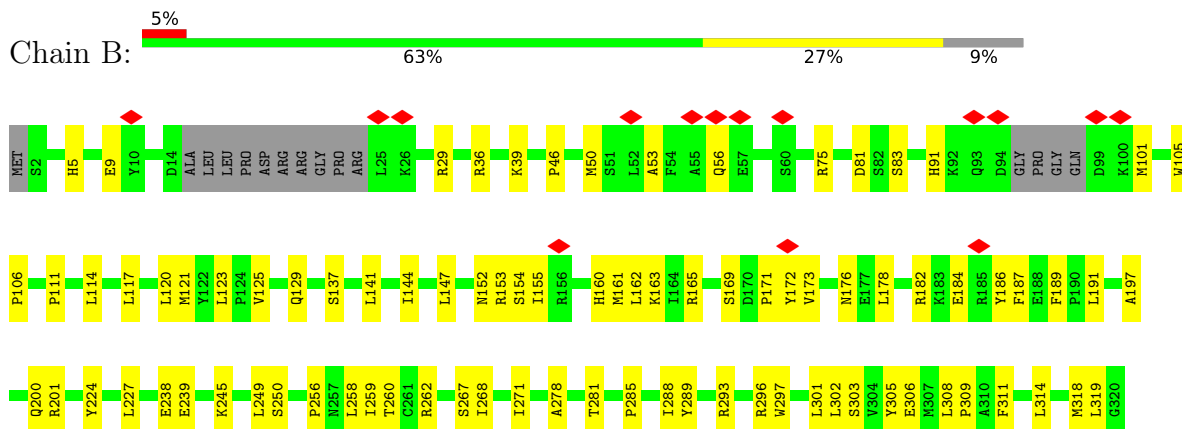 5%
Chain B:
63% 27% 9%
MET S2 H5 E9 Y10 D14 ALA LEU LEU PRO ASP ARG ARG GLY PRO ARG L25 K26 R29 R36 K39 P46 M50 S51 L52 A53 F54 A55 Q56 E57 S60 R75 D81 S82 S83 H91 K92 Q93 D94 GLY PRO GLY GLN D99 K100 M101 W105
P106 P111 L114 L117 L120 M121 Y122 L123 P124 V125 Q129 S137 L141 I144 L147 N152 R153 S154 I155 R156 H160 M161 L162 K163 I164 R165 S169 D170 P171 Y172 V173 N176 E177 L178 R182 K183 E184 R185 Y186 F187 E188 F189 P190 L191 A197
Q200 R201 Y224 L227 E238 E239 K245 L249 S250 P256 N257 L258 I259 T260 C261 R262 S267 I268 I271 A278 T281 P285 I288 Y289 R293 R296 W297 L301 L302 S303 V304 Y305 E306 M307 L308 P309 A310 F311 L314 M318 L319 G320